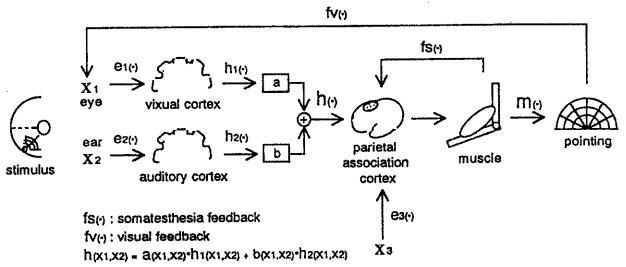 fv(·)
fs(·)
X1 e1(·) h1(·) a
eye vixual cortex
h(·) m(·)
ear e2(·) h2(·) b
X2 auditory cortex
stimulus
parietal
association
cortex
muscle
pointing
e3(·)
X3
fs(·) : somatesthesia feedback
fv(·) : visual feedback
h(x1,x2) = a(x1,x2)·h1(x1,x2) + b(x1,x2)·h2(x1,x2)